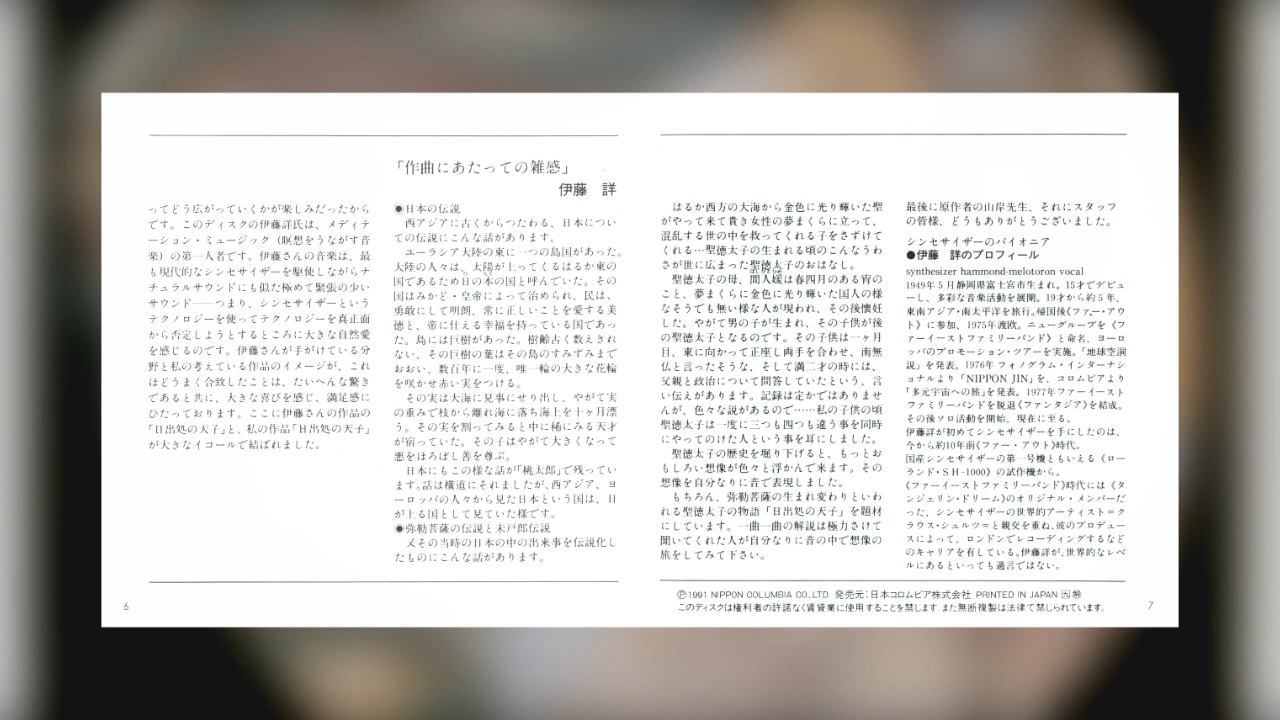 ってどう広がっていくかが楽しみだったから
です。このディスクの伊藤詳氏は、メディテ
ーション・ミュージック（瞑想をうながす音
楽）の第一人者です。伊藤さんの音楽は、最
も現代的なシンセサイザーを駆使しながらナ
チュラルサウンドにも似た極めて緊張の少い
サウンド――つまり、シンセサイザーという
テクノロジーを使ってテクノロジーを真正面
から否定しようとするところに大きな自然愛
を感じるのです。伊藤さんが手がけている分
野と私の考えている作品のイメージが、これ
ほどうまく合致したことは、たいへんな驚き
であると共に、大きな喜びを感じ、満足感に
ひたっております。ここに伊藤さんの作品の
「日出処の天子」と、私の作品「日出処の天子」
が大きなイコールで結ばれました。
「作曲にあたっての雑感」
伊藤 詳
◉日本の伝説
西アジアに古くからつたわる、日本につい
ての伝説にこんな話があります。
ユーラシア大陸の東に一つの島国があった。
大陸の人々は、太陽が上ってくるはるか東の
国であるため日の本の国と呼んでいた。その
国はみかど・皇帝によって治められ、民は、
勇敢にして明朗、常に正しいことを愛する美
徳と、帝に仕える幸福を持っている国であっ
た。島には巨樹があった。樹齢古く数えきれ
ない、その巨樹の葉はその島のすみずみまで
おおい、数百年に一度、唯一輪の大きな花輪
を咲かせ赤い実をつける。
その実は大海に見事にせり出し、やがて実
の重みで枝から離れ海に落ち海上を十ヶ月漂
う。その実を割ってみると中に稀にみる天才
が宿っていた。その子はやがて大きくなって
悪をほろぼし善を尊ぶ。
日本にもこの様な話が「桃太郎」で残ってい
ます。話は横道にそれましたが、西アジア、ヨ
ーロッパの人々から見た日本という国は、日
が上る国として見ていた様です。
◉弥勒菩薩の伝説と未戸郎伝説
又その当時の日本の中の出来事を伝説化し
たものにこんな話があります。
6
はるか西方の大海から金色に光り輝いた聖
がやって来て貴き女性の夢まくらに立って、
混乱する世の中を救ってくれる子をさずけて
くれる…聖徳太子の生まれる頃のこんなうわ
さが世に広まった聖徳太子のおはなし。
聖徳太子の母、間人媛は春四月のある宵の
こと、夢まくらに金色に光り輝いた国人の様
なそうでも無い様な人が現われ、その後懐妊
した。やがて男の子が生まれ、その子供が後
の聖徳太子となるのです。その子供は一ヶ月
目、東に向かって正座し両手を合わせ、南無
仏と言ったそうな、そして満二才の時には、
父親と政治について問答していたという、言
い伝えがあります。記録は定かではありませ
んが、色々な説があるので……私の子供の頃
聖徳太子は一度に三つも四つも違う事を同時
にやってのけた人という事を耳にしました。
聖徳太子の歴史を堀り下げると、もっとお
もしろい想像が色々と浮かんで来ます。その
想像を自分なりに音で表現しました。
もちろん、弥勒菩薩の生まれ変わりといわ
れる聖徳太子の物語「日出処の天子」を題材
にしています。一曲一曲の解説は極力さけて
聞いてくれた人が自分なりに音の中で想像の
旅をしてみて下さい。
最後に原作者の山岸先生、それにスタッフ
の皆様、どうもありがとうございました。
シンセサイザーのパイオニア
●伊藤 詳のプロフィール
synthesizer hammond-melotoron vocal
1949年5月静岡県富士宮市生まれ。15才でデビュ
ーし、多彩な音楽活動を展開。19才から約5年、
東南アジア・南太平洋を旅行。帰国後《ファー・アウ
ト》に参加、1975年渡欧。ニューグループを《フ
ァーイーストファミリーバンド》と命名、ヨーロ
ッパのプロモーション・ツアーを実施。「地球空洞
説」を発表。1976年フォノグラム・インターナシ
ョナルより「NIPPON JIN」を、コロムビアより
「多元宇宙への旅」を発表。1977年ファーイースト
ファミリーバンドを脱退《ファンタジア》を結成。
その後ソロ活動を開始、現在に至る。
伊藤詳が初めてシンセサイザーを手にしたのは、
今から約10年前《ファー・アウト》時代。
国産シンセサイザーの第一号機ともいえる《ロー
ランド・SH-1000》の試作機から。
《ファーイーストファミリーバンド》時代には《タ
ンジェリン・ドリーム》のオリジナル・メンバーだ
った、シンセサイザーの世界的アーティスト＝ク
ラウス・シュルツ＝と親交を重ね、彼のプロデュー
スによって、ロンドンでレコーディングするなど
のキャリアを有している。伊藤詳が、世界的なレベ
ルにあるといっても過言ではない。
Ⓟ1991 NIPPON COLUMBIA CO., LTD. 発売元：日本コロムビア株式会社 PRINTED IN JAPAN
このディスクは権利者の許諾なく賃貸業に使用することを禁じます また無断複製は法律で禁じられています。
7